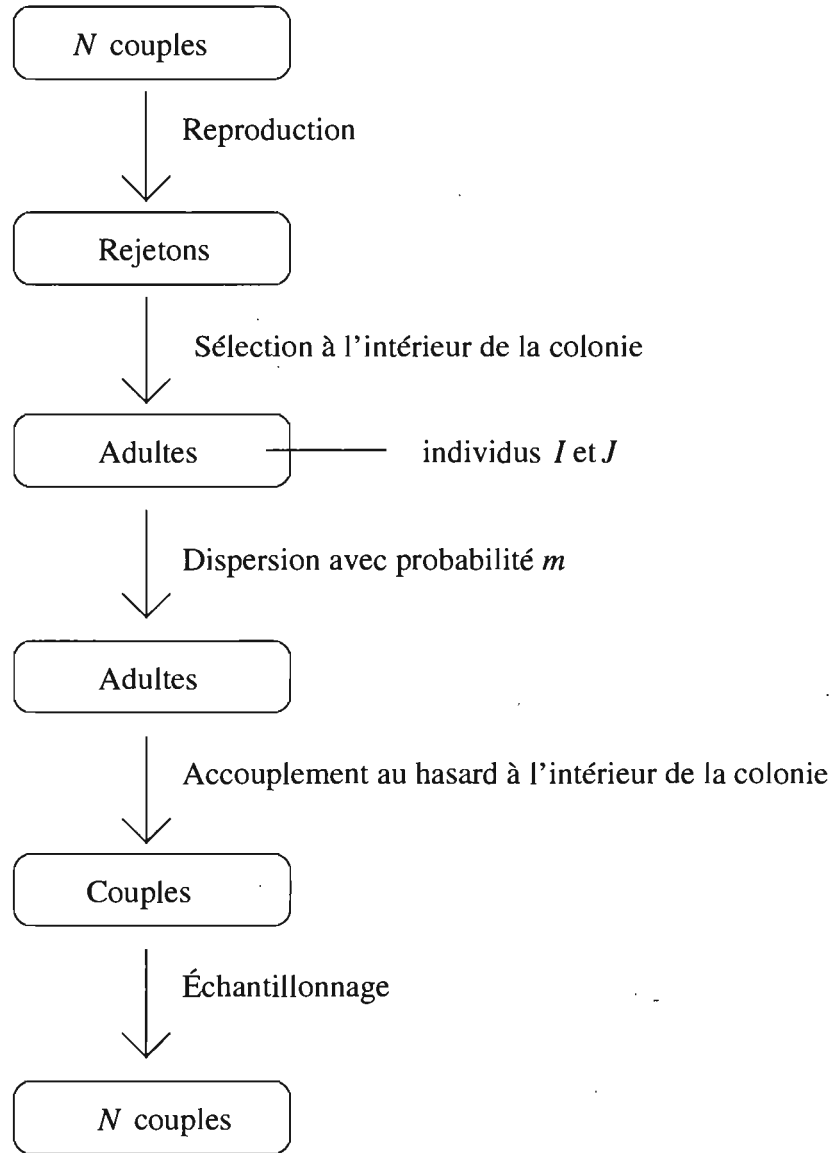 N couples
Reproduction
Rejetons
Sélection à l'intérieur de la colonie
Adultes
individus I et J
Dispersion avec probabilité m
Adultes
Accouplement au hasard à l'intérieur de la colonie
Couples
Échantillonnage
N couples